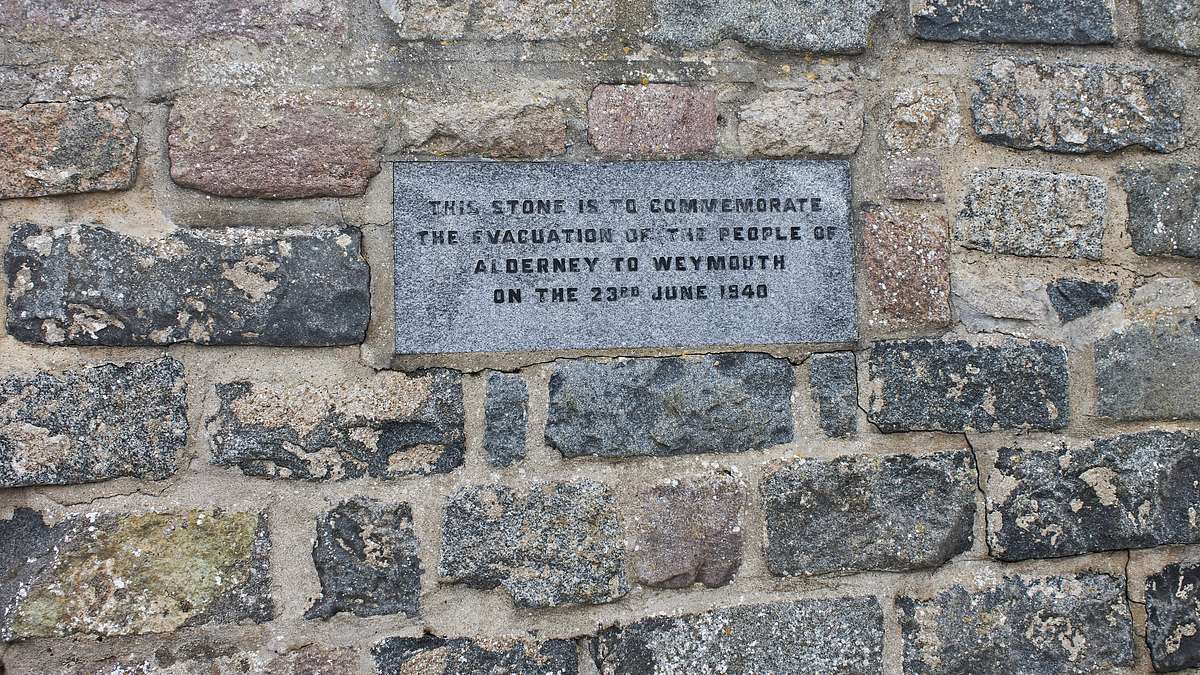 THIS STONE IS TO COMMEMORATE
THE EVACUATION OF THE PEOPLE OF
ALDERNEY TO WEYMOUTH
ON THE 23RD JUNE 1940